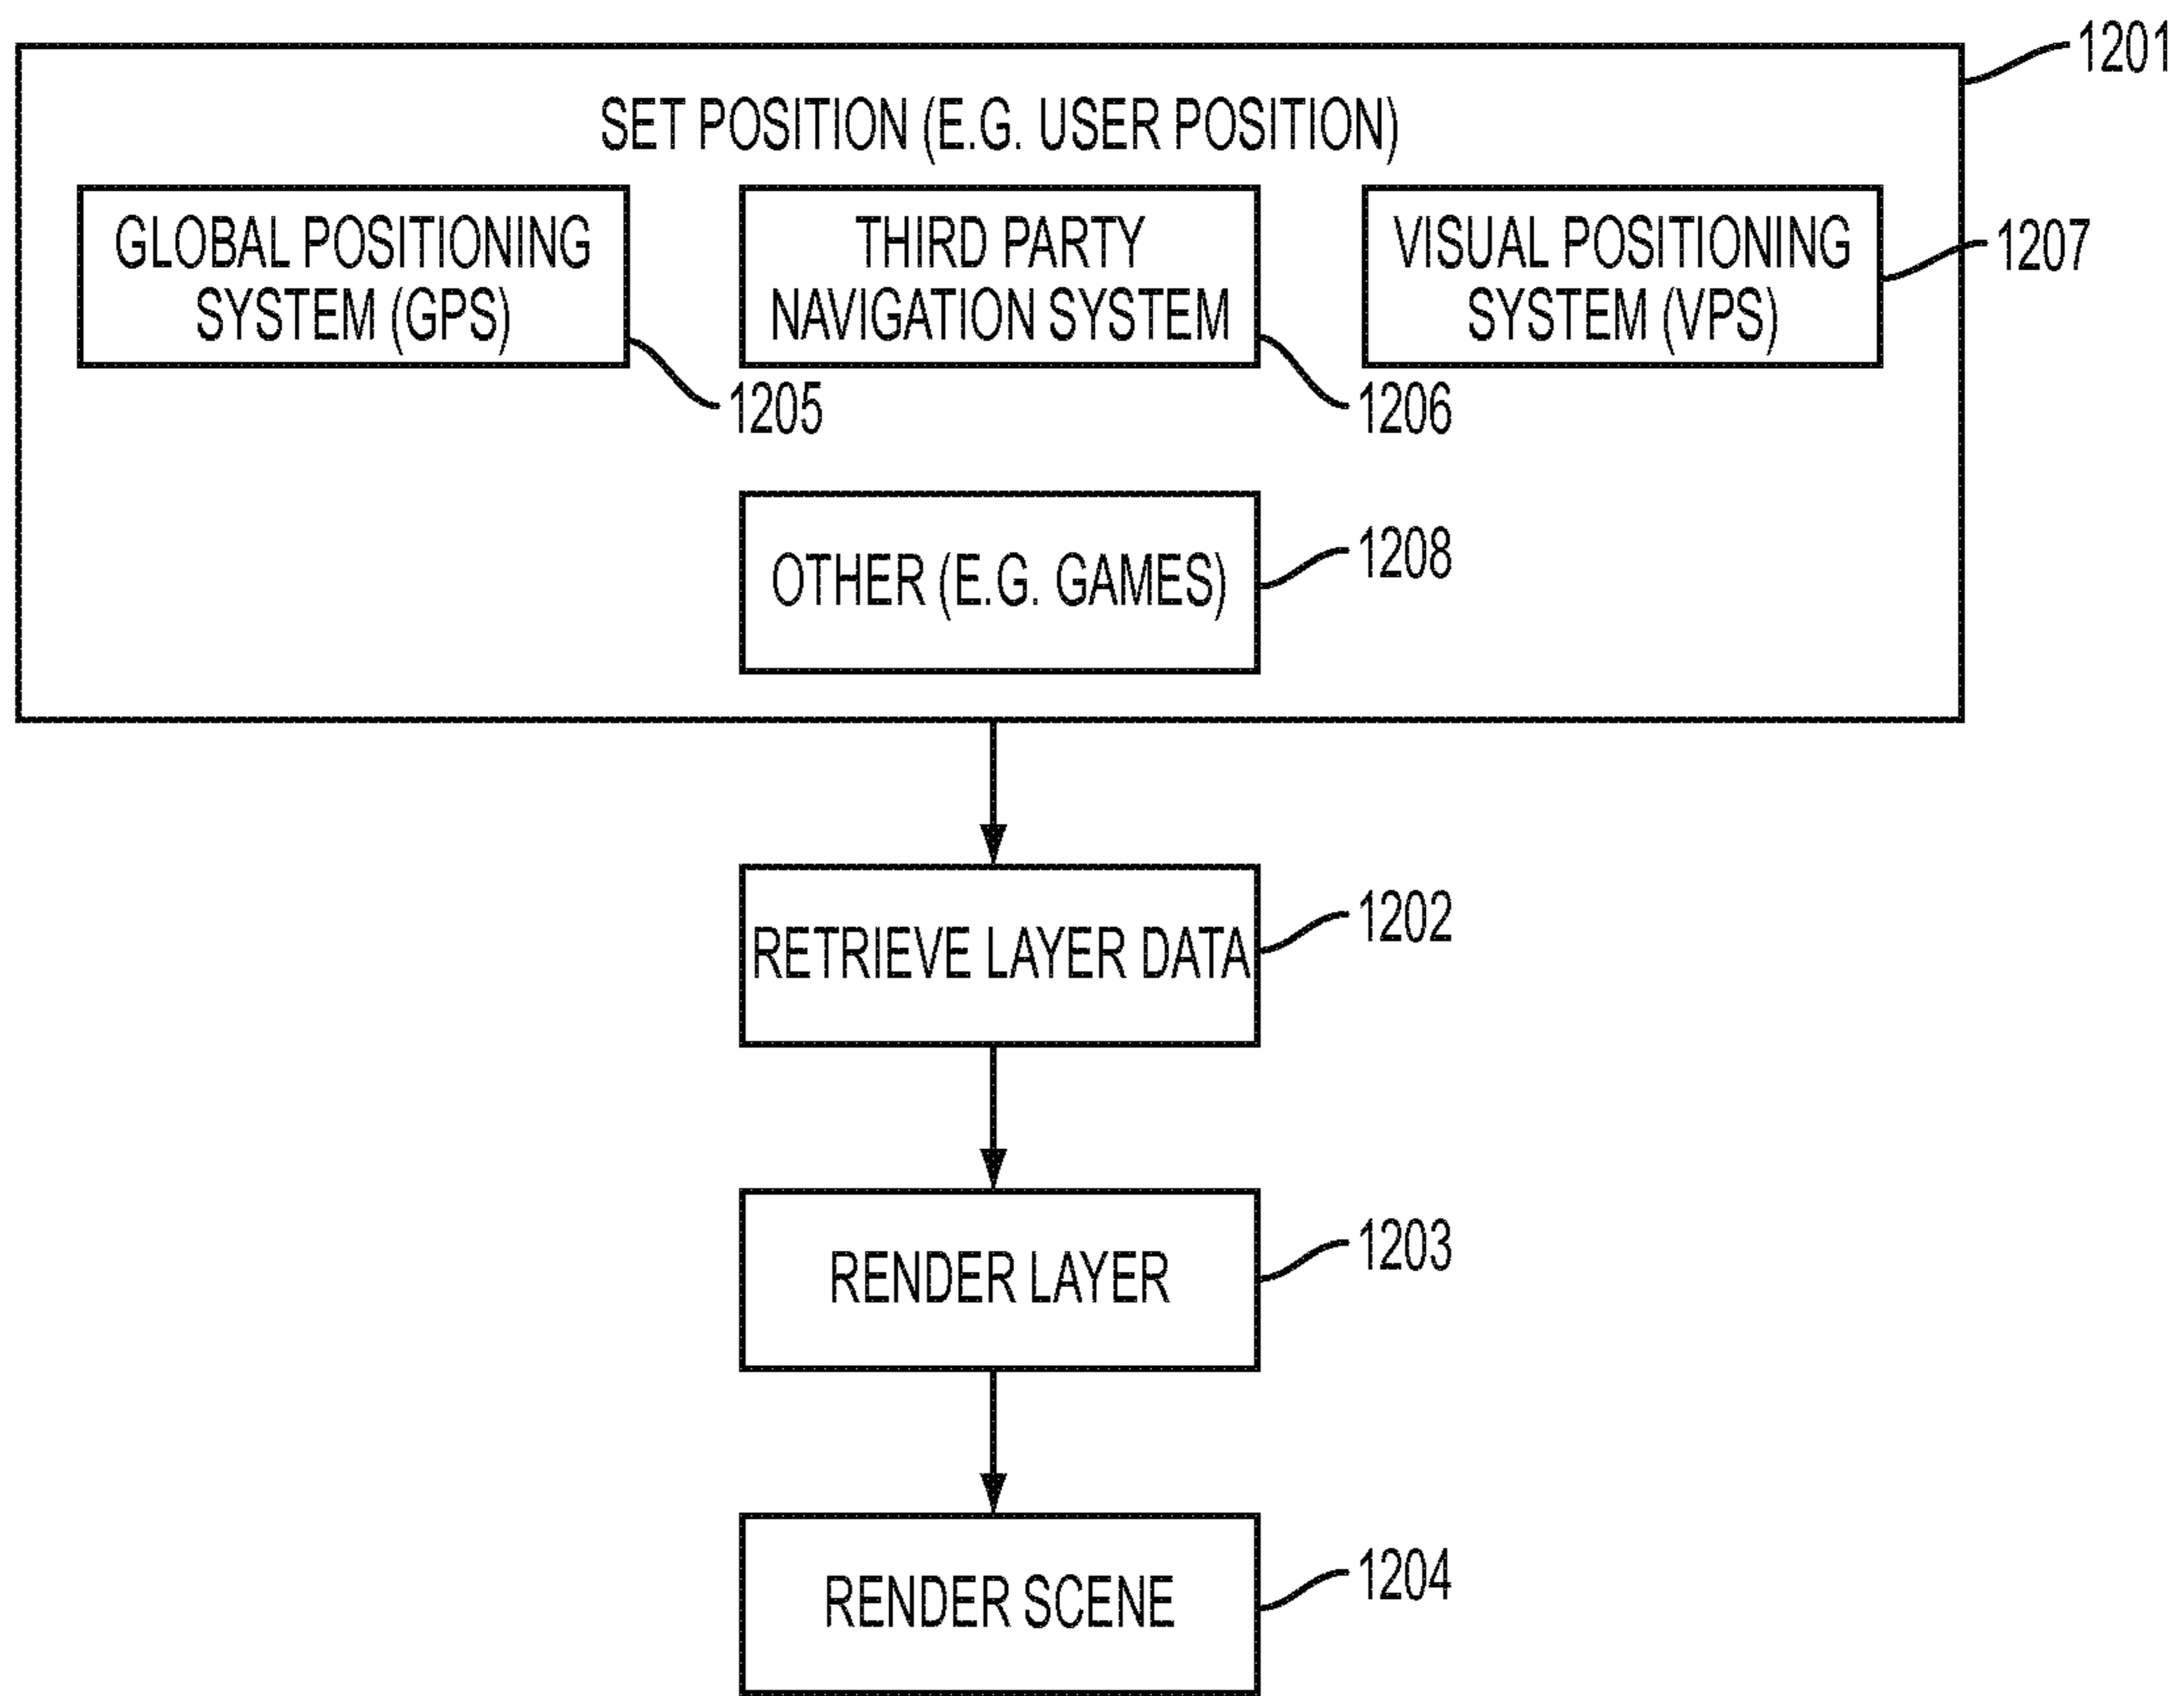 1201
SET POSITION (E.G. USER POSITION)
GLOBAL POSITIONING
SYSTEM (GPS)
1205
THIRD PARTY
NAVIGATION SYSTEM
1206
VISUAL POSITIONING
SYSTEM (VPS)
1207
OTHER (E.G. GAMES)
1208
RETRIEVE LAYER DATA
1202
RENDER LAYER
1203
RENDER SCENE
1204